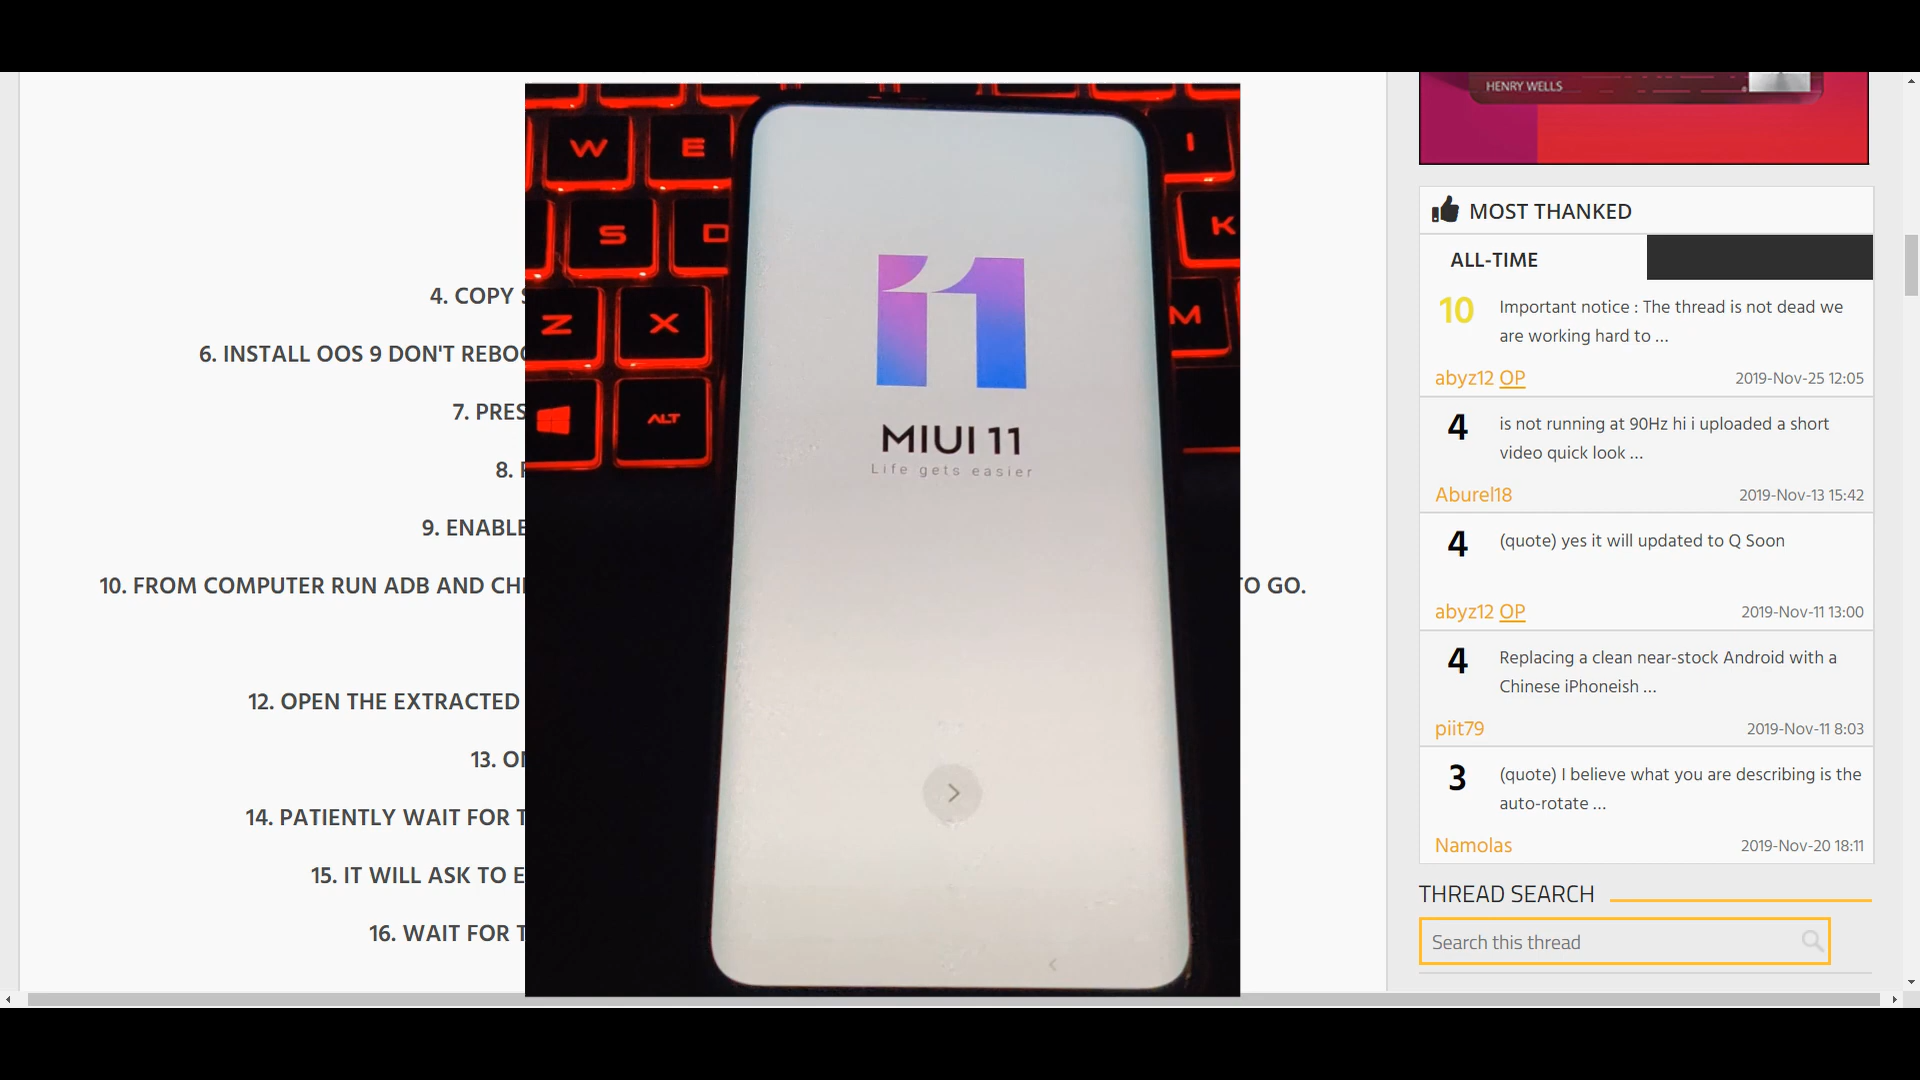 HENRY WELLS
MOST THANKED
ALL-TIME
10 Important notice : The thread is not dead we
are working hard to ...
abyz12 OP 2019-Nov-25 12:05
4 is not running at 90Hz hi i uploaded a short
video quick look ...
Aburel18 2019-Nov-13 15:42
4 (quote) yes it will updated to Q Soon
abyz12 OP 2019-Nov-11 13:00
4 Replacing a clean near-stock Android with a
Chinese iPhoneish ...
piit79 2019-Nov-11 8:03
3 (quote) I believe what you are describing is the
auto-rotate ...
Namolas 2019-Nov-20 18:11
THREAD SEARCH
Search this thread
4. COPY
6. INSTALL OOS 9 DON'T
7.
8.
9. ENABLE
10. FROM COMPUTER RUN ADB AND TO GO.
12. OPEN THE EXTRACTED
13.
14. PATIENTLY WAIT FOR
15. IT WILL ASK TO
16. WAIT FOR
W E I
S D K
Z X M
ALT
11
MIUI 11
Life gets easier